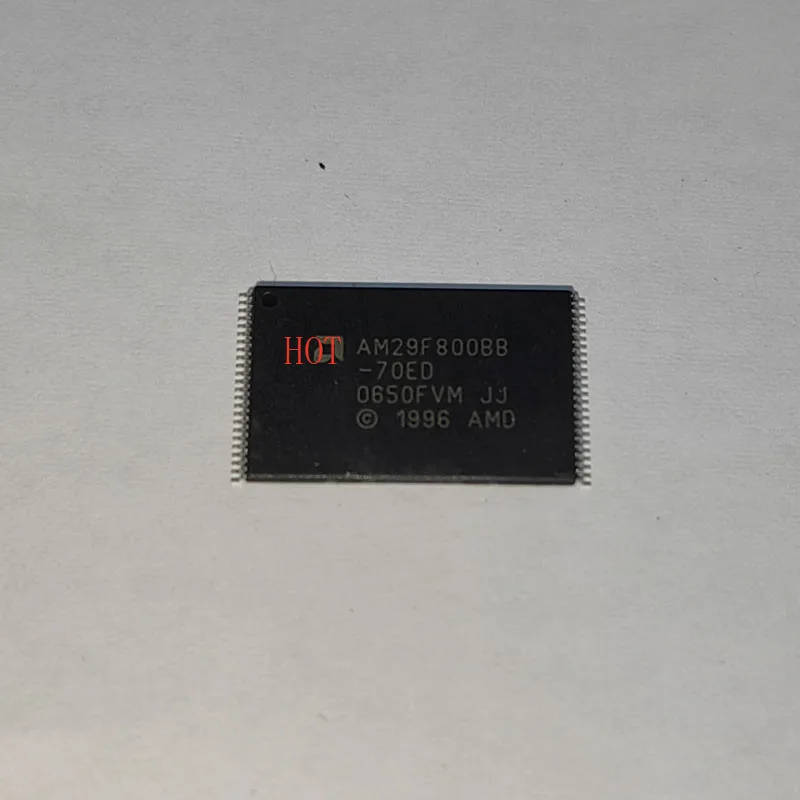 HOT AM29F800BB
-70ED
0650FVM JJ
© 1996 AMD